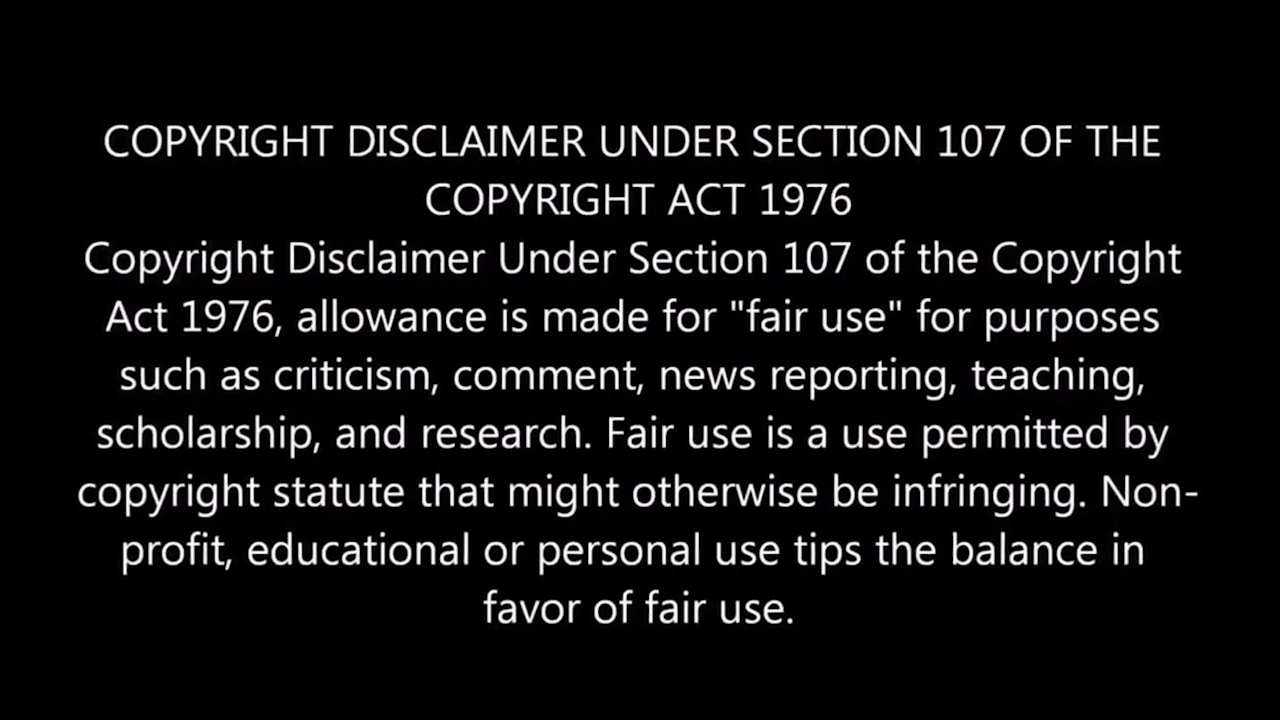 COPYRIGHT DISCLAIMER UNDER SECTION 107 OF THE
COPYRIGHT ACT 1976
Copyright Disclaimer Under Section 107 of the Copyright
Act 1976, allowance is made for "fair use" for purposes
such as criticism, comment, news reporting, teaching,
scholarship, and research. Fair use is a use permitted by
copyright statute that might otherwise be infringing. Non-
profit, educational or personal use tips the balance in
favor of fair use.